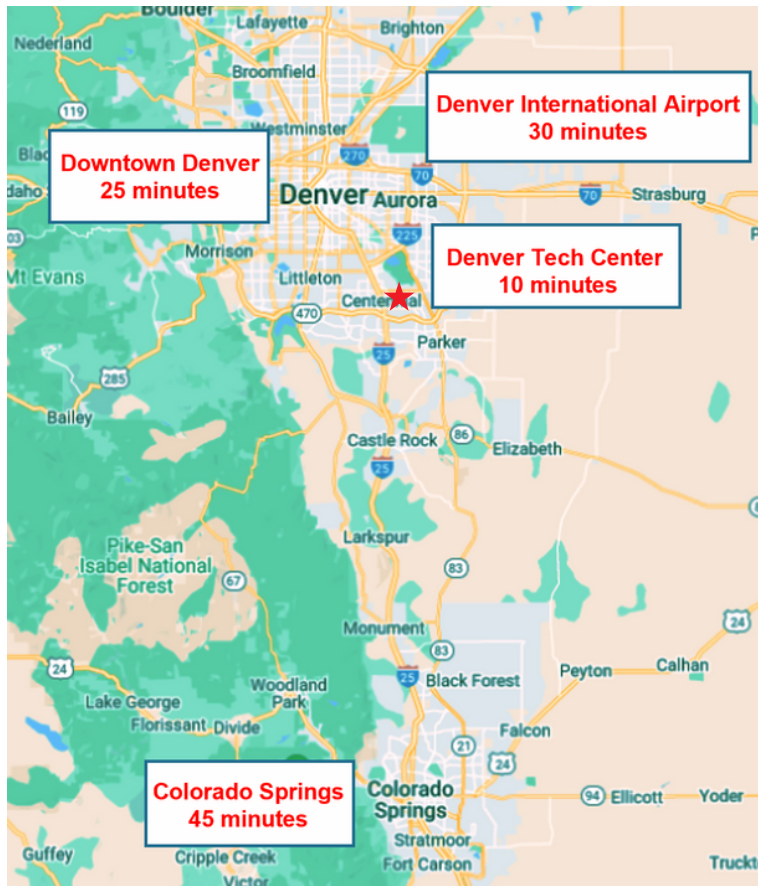 Boulder
Lafayette
Brighton
Nederland
Broomfield
119
Denver International Airport
30 minutes
Westminster
Downtown Denver
25 minutes
270
70
Denver
Aurora
70
Strasburg
225
03
Morrison
Mt Evans
Littleton
Denver Tech Center
10 minutes
470
Parker
25
285
Bailey
Castle Rock
86
Elizabeth
25
Larkspur
Pike-San
Isabel National
Forest
83
67
24
Monument
83
24
25
Black Forest
Peyton
Calhan
Woodland
Park
Lake George
Florissant
Divide
Falcon
21
24
Colorado Springs
45 minutes
Colorado
Springs
94
Ellicott
Yoder
Stratmoor
Guffey
Cripple Creek
Fort Carson
Victor